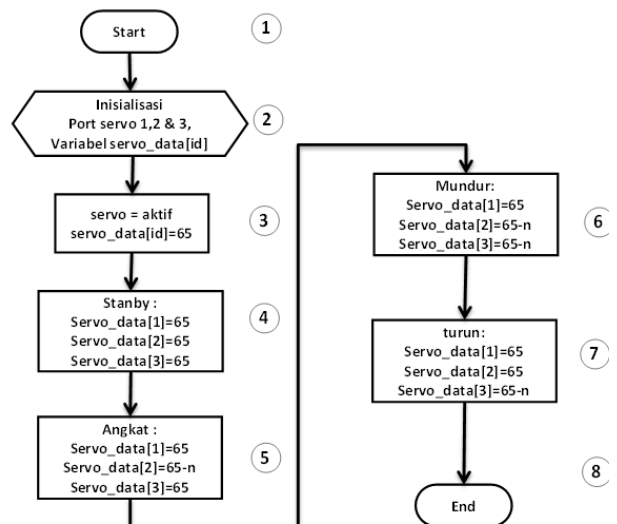 Start
1
Inisialisasi
Port servo 1,2 & 3,
Variabel servo_data[id]
2
servo = aktif
servo_data[id]=65
3
Stanby :
Servo_data[1]=65
Servo_data[2]=65
Servo_data[3]=65
4
Angkat :
Servo_data[1]=65
Servo_data[2]=65-n
Servo_data[3]=65
5
Mundur:
Servo_data[1]=65
Servo_data[2]=65-n
Servo_data[3]=65-n
6
turun:
Servo_data[1]=65
Servo_data[2]=65
Servo_data[3]=65-n
7
End
8